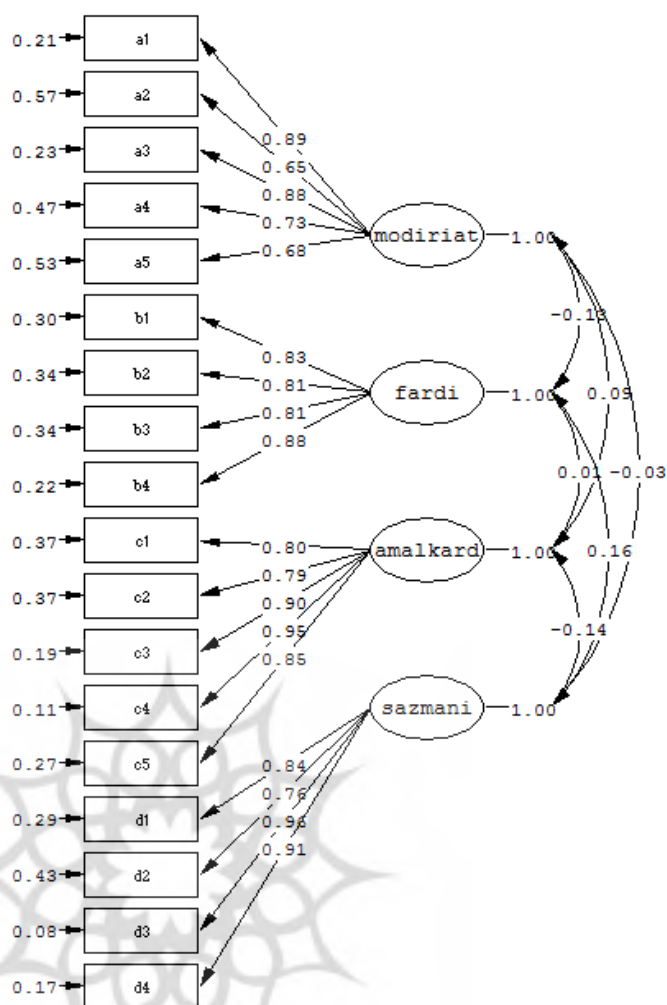 0.21 a1
0.89
0.57 a2
0.65
0.23 a3
0.88
0.47 a4
0.73
modiriat 1.00
0.53 a5
0.68
0.30 b1
-0.13
0.83
0.34 b2
0.81
fardi 1.00 0.09
0.34 b3
0.81
0.22 b4
0.88
0.01 -0.03
0.37 c1
0.80
amalkard 1.00 0.16
0.37 c2
0.79
0.90
0.19 c3
0.95
-0.14
0.85
0.11 c4
sazmani 1.00
0.27 c5
0.84
0.76
0.29 d1
0.96
0.91
0.43 d2
0.08 d3
0.17 d4